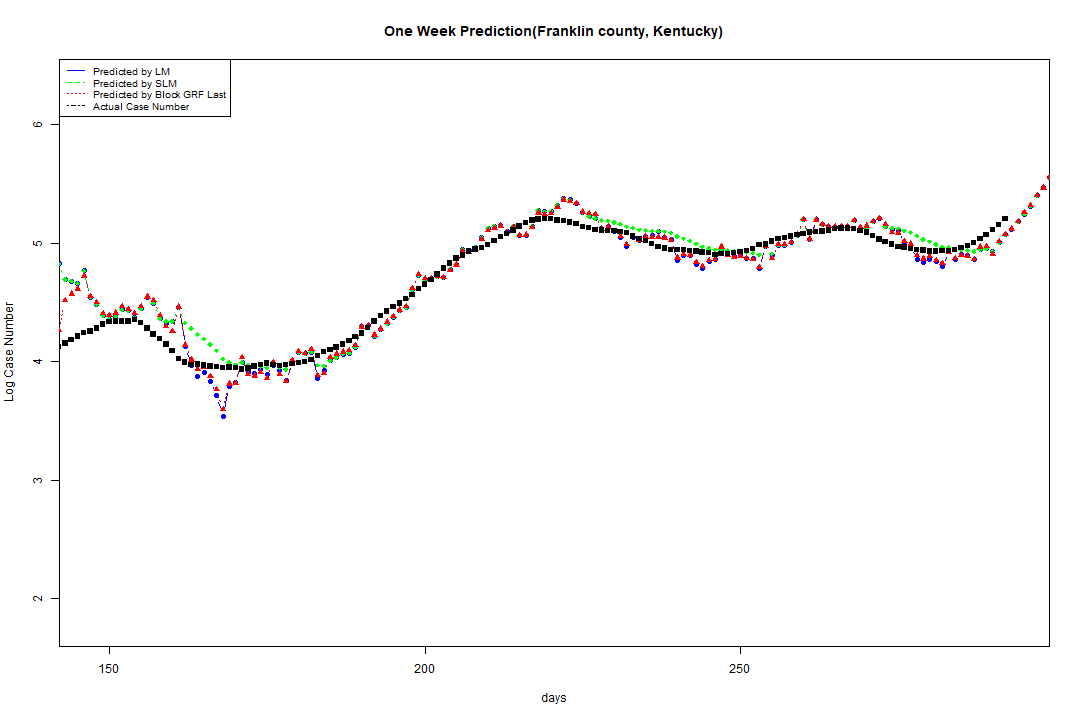 One Week Prediction(Franklin county, Kentucky)
Predicted by LM
Predicted by SLM
Predicted by Block GRF Last
Actual Case Number
6
5
4
3
2
Log Case Number
150
200
250
days